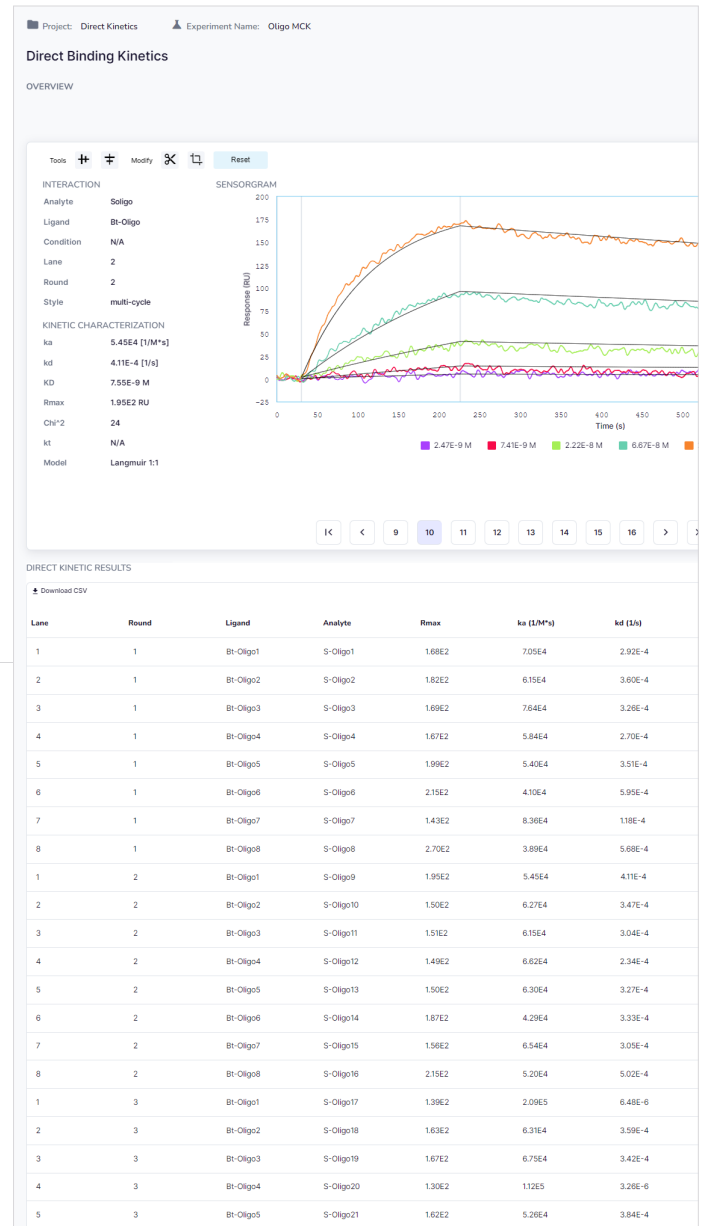 Project: Direct Kinetics Experiment Name: Oligo MCK
Direct Binding Kinetics
OVERVIEW
Tools Modify Reset
INTERACTION
Analyte Soligo
Ligand Bt-Oligo
Condition N/A
Lane 2
Round 2
Style multi-cycle
KINETIC CHARACTERIZATION
ka 5.45E4 [1/M*s]
kd 4.11E-4 [1/s]
KD 7.55E-9 M
Rmax 1.95E2 RU
Chi^2 24
kt N/A
Model Langmuir 1:1
SENSORGRAM
Response (RU)
200
175
150
125
100
75
50
25
0
−25
0 50 100 150 200 250 300 350 400 450 500
Time (s)
2.47E-9 M 7.41E-9 M 2.22E-8 M 6.67E-8 M
9 10 11 12 13 14 15 16
DIRECT KINETIC RESULTS
Download CSV
Lane Round Ligand Analyte Rmax ka (1/M*s) kd (1/s)
1 1 Bt-Oligo1 S-Oligo1 1.68E2 7.05E4 2.92E-4
2 1 Bt-Oligo2 S-Oligo2 1.82E2 6.15E4 3.60E-4
3 1 Bt-Oligo3 S-Oligo3 1.69E2 7.64E4 3.26E-4
4 1 Bt-Oligo4 S-Oligo4 1.67E2 5.84E4 2.70E-4
5 1 Bt-Oligo5 S-Oligo5 1.99E2 5.40E4 3.51E-4
6 1 Bt-Oligo6 S-Oligo6 2.15E2 4.10E4 5.95E-4
7 1 Bt-Oligo7 S-Oligo7 1.43E2 8.36E4 1.18E-4
8 1 Bt-Oligo8 S-Oligo8 2.70E2 3.89E4 5.68E-4
1 2 Bt-Oligo1 S-Oligo9 1.95E2 5.45E4 4.11E-4
2 2 Bt-Oligo2 S-Oligo10 1.50E2 6.27E4 3.47E-4
3 2 Bt-Oligo3 S-Oligo11 1.51E2 6.15E4 3.04E-4
4 2 Bt-Oligo4 S-Oligo12 1.49E2 6.62E4 2.34E-4
5 2 Bt-Oligo5 S-Oligo13 1.50E2 6.30E4 3.27E-4
6 2 Bt-Oligo6 S-Oligo14 1.87E2 4.29E4 3.33E-4
7 2 Bt-Oligo7 S-Oligo15 1.56E2 6.54E4 3.05E-4
8 2 Bt-Oligo8 S-Oligo16 2.15E2 5.20E4 5.02E-4
1 3 Bt-Oligo1 S-Oligo17 1.39E2 2.09E5 6.48E-6
2 3 Bt-Oligo2 S-Oligo18 1.63E2 6.31E4 3.59E-4
3 3 Bt-Oligo3 S-Oligo19 1.67E2 6.75E4 3.42E-4
4 3 Bt-Oligo4 S-Oligo20 1.30E2 1.12E5 3.26E-6
5 3 Bt-Oligo5 S-Oligo21 1.62E2 5.26E4 3.84E-4